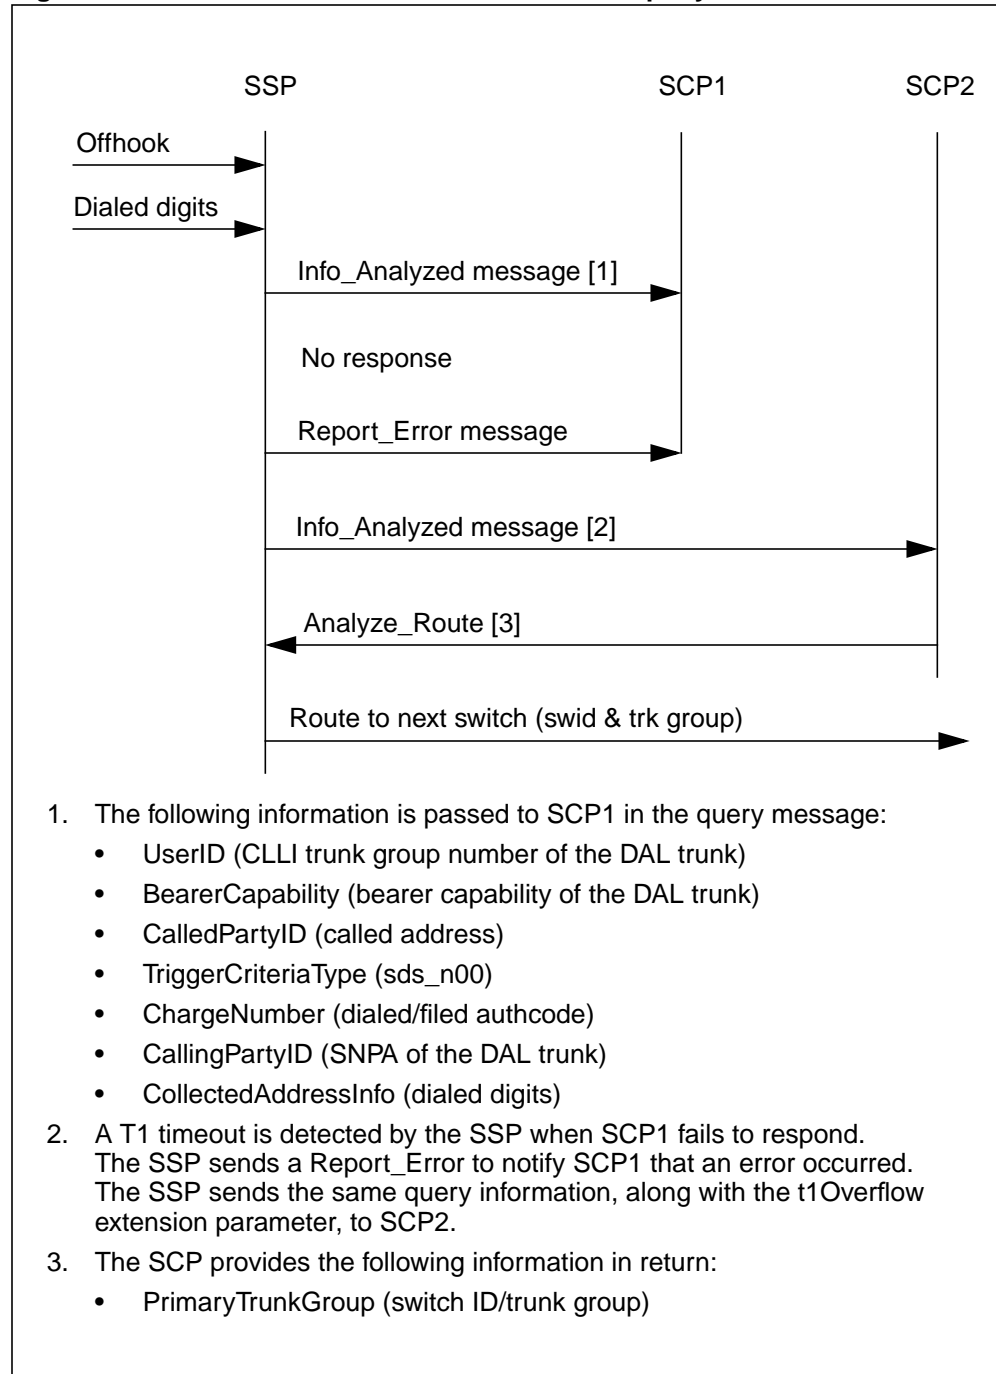 SSP SCP1 SCP2
Offhook
Dialed digits
Info_Analyzed message [1]
No response
Report_Error message
Info_Analyzed message [2]
Analyze_Route [3]
Route to next switch (swid & trk group)
1. The following information is passed to SCP1 in the query message:
• UserID (CLLI trunk group number of the DAL trunk)
• BearerCapability (bearer capability of the DAL trunk)
• CalledPartyID (called address)
• TriggerCriteriaType (sds_n00)
• ChargeNumber (dialed/filed authcode)
• CallingPartyID (SNPA of the DAL trunk)
• CollectedAddressInfo (dialed digits)
2. A T1 timeout is detected by the SSP when SCP1 fails to respond.
The SSP sends a Report_Error to notify SCP1 that an error occurred.
The SSP sends the same query information, along with the t1Overflow
extension parameter, to SCP2.
3. The SCP provides the following information in return:
• PrimaryTrunkGroup (switch ID/trunk group)